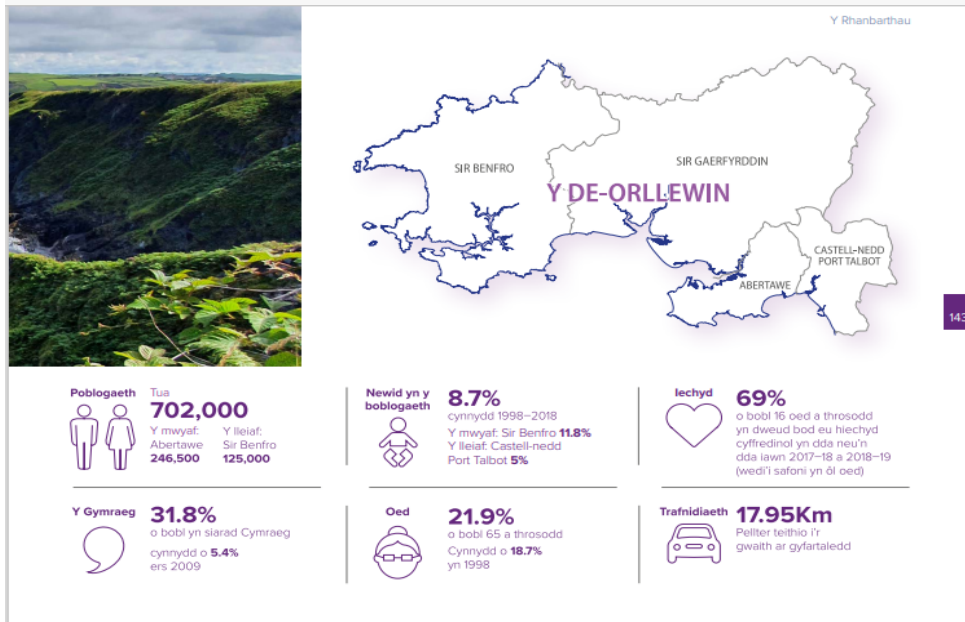 Y Rhanbarthau
SIR BENFRO
SIR GAERFYRDDIN
Y DE-ORLLEWIN
CASTELL-NEDD
PORT TALBOT
ABERTAWE
143
Poblogaeth
Tua
702,000
Y mwyaf:
Abertawe
246,500
Y lleiaf:
Sir Benfro
125,000
Newid yn y
boblogaeth
8.7%
cynnydd 1998–2018
Y mwyaf: Sir Benfro 11.8%
Y lleiaf: Castell-nedd
Port Talbot 5%
Iechyd
69%
o bobl 16 oed a throsodd
yn dweud bod eu hiechyd
cyffredinol yn dda neu'n
dda iawn 2017–18 a 2018–19
(wedi'i safoni yn ôl oed)
Y Gymraeg
31.8%
o bobl yn siarad Cymraeg
cynnydd o 5.4%
ers 2009
Oed
21.9%
o bobl 65 a throsodd
Cynnydd o 18.7%
yn 1998
Trafnidiaeth
17.95Km
Pellter teithio i'r
gwaith ar gyfartaledd